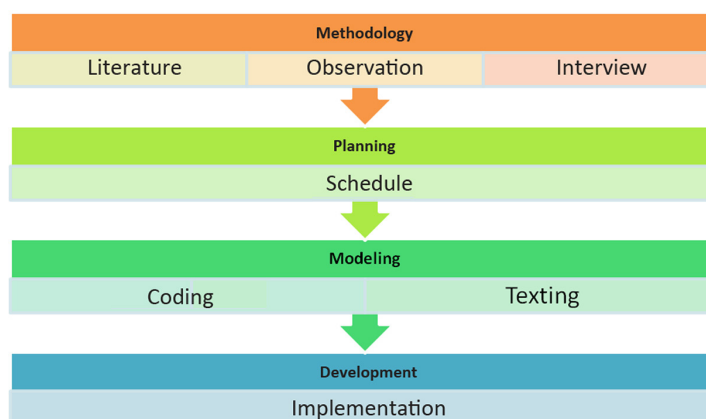 Methodology
Literature Observation Interview
Planning
Schedule
Modeling
Coding Texting
Development
Implementation